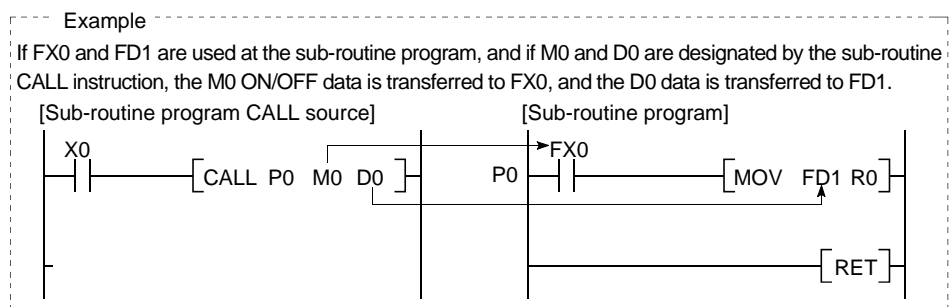 Example
If FX0 and FD1 are used at the sub-routine program, and if M0 and D0 are designated by the sub-routine
CALL instruction, the M0 ON/OFF data is transferred to FX0, and the D0 data is transferred to FD1.
[Sub-routine program CALL source] [Sub-routine program]
X0 FX0
CALL P0 M0 D0 P0 MOV FD1 R0
RET